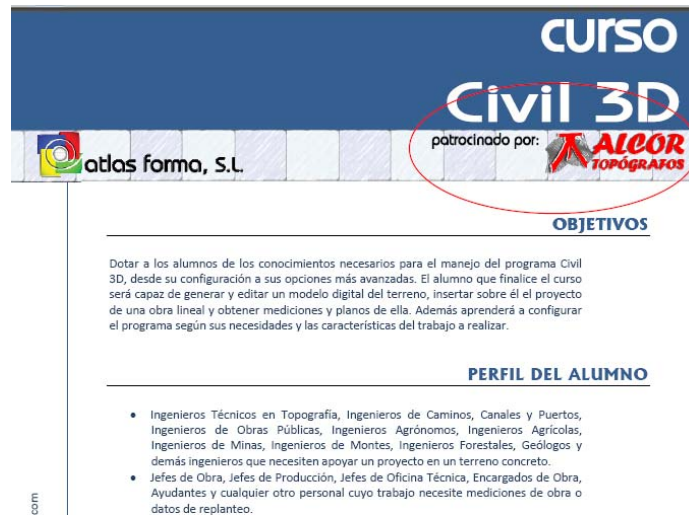 curso
Civil 3D
patrocinado por:
ALCOR
TOPÓGRAFOS
atlas forma, S.L.
OBJETIVOS
Dotar a los alumnos de los conocimientos necesarios para el manejo del programa Civil
3D, desde su configuración a sus opciones más avanzadas. El alumno que finalice el curso
será capaz de generar y editar un modelo digital del terreno, insertar sobre él el proyecto
de una obra lineal y obtener mediciones y planos de ella. Además aprenderá a configurar
el programa según sus necesidades y las características del trabajo a realizar.
PERFIL DEL ALUMNO
• Ingenieros Técnicos en Topografía, Ingenieros de Caminos, Canales y Puertos,
Ingenieros de Obras Públicas, Ingenieros Agrónomos, Ingenieros Agrícolas,
Ingenieros de Minas, Ingenieros de Montes, Ingenieros Forestales, Geólogos y
demás ingenieros que necesiten apoyar un proyecto en un terreno concreto.
• Jefes de Obra, Jefes de Producción, Jefes de Oficina Técnica, Encargados de Obra,
Ayudantes y cualquier otro personal cuyo trabajo necesite mediciones de obra o
datos de replanteo.
com